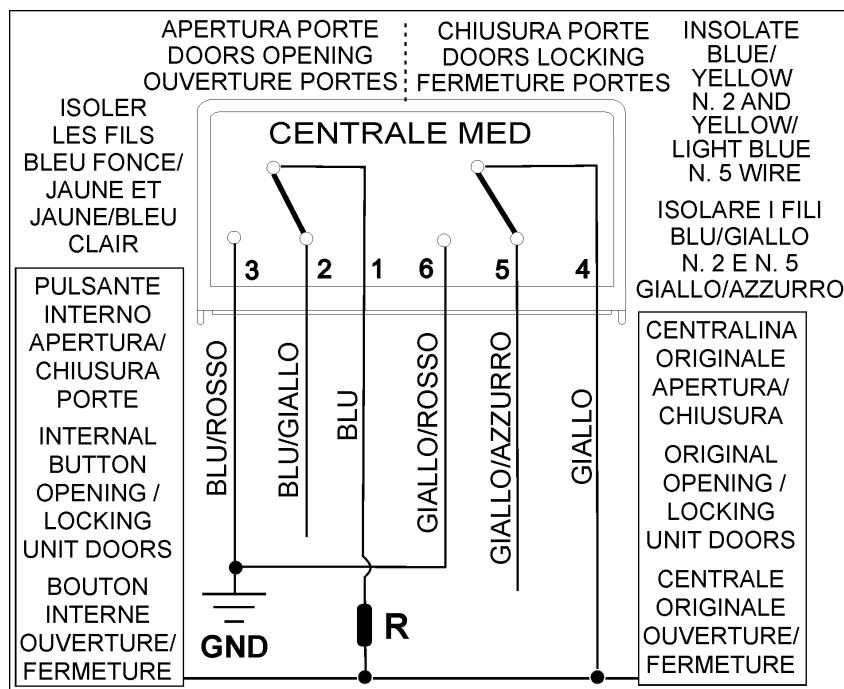 APERTURA PORTE
DOORS OPENING
OUVERTURE PORTES
CHIUSURA PORTE
DOORS LOCKING
FERMETURE PORTES
INSOLATE
BLUE/
YELLOW
N. 2 AND
YELLOW/
LIGHT BLUE
N. 5 WIRE
ISOLER
LES FILS
BLEU FONCE/
JAUNE ET
JAUNE/BLEU
CLAIR
CENTRALE MED
ISOLARE I FILI
BLU/GIALLO
N. 2 E N. 5
GIALLO/AZZURRO
3
2
1
6
5
4
PULSANTE
INTERNO
APERTURA/
CHIUSURA
PORTE
INTERNAL
BUTTON
OPENING /
LOCKING
UNIT DOORS
BOUTON
INTERNE
OUVERTURE/
FERMETURE
BLU/ROSSO
BLU/GIALLO
BLU
GIALLO/ROSSO
GIALLO/AZZURRO
GIALLO
GND
R
CENTRALINA
ORIGINALE
APERTURA/
CHIUSURA
ORIGINAL
OPENING /
LOCKING
UNIT DOORS
CENTRALE
ORIGINALE
OUVERTURE/
FERMETURE